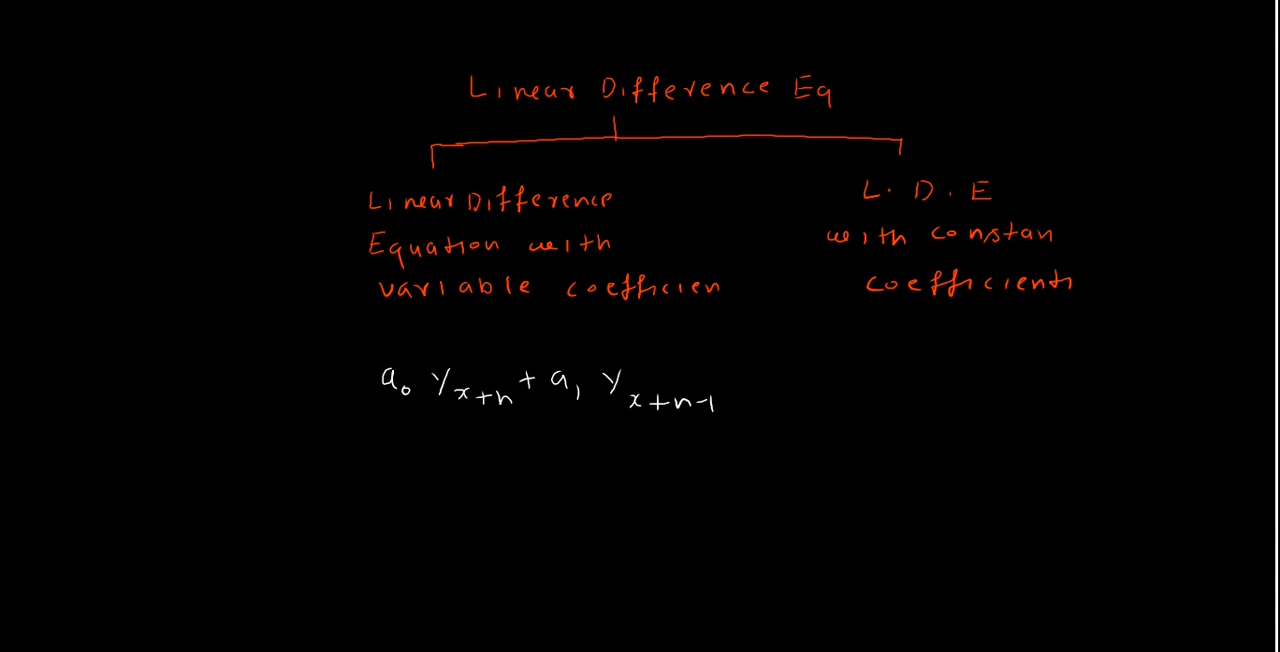 Linear Difference Eq
Linear Difference
Equation with
variable coefficien
L. D. E
with constan
coefficients
a₀ y_{x+n} + a₁ y_{x+n-1}